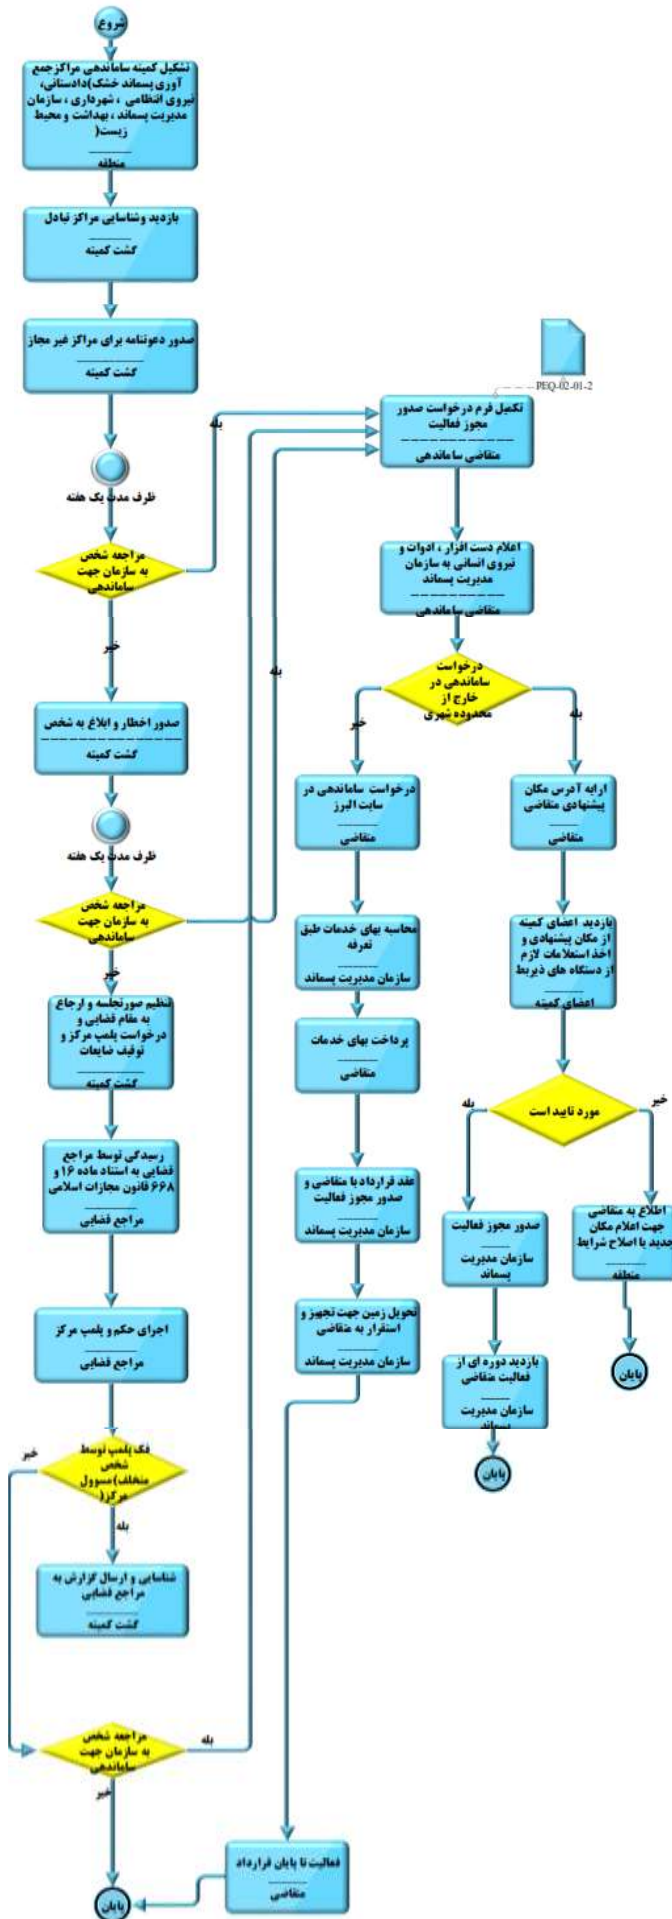 شروع
تشکیل کمیته ساماندهی مراکز جمع
آوری پسماند خشک)دادستانی،
نیروی انتظامی ، شهرداری ، سازمان
مدیریت پسماند ، بهداشت و محیط
زیست(
منطقه
بازدید وشناسایی مراکز تبادل
گشت کمیته
صدور دعوتنامه برای مراکز غیر مجاز
گشت کمیته
ظرف مدت یک هفته
مراجعه شخص
به سازمان جهت
ساماندهی
بله
خیر
صدور اخطار و ابلاغ به شخص
گشت کمیته
ظرف مدت یک هفته
مراجعه شخص
به سازمان جهت
ساماندهی
بله
خیر
تنظیم صورتجلسه و ارجاع
به مقام قضایی و
درخواست پلمپ مرکز و
توقیف ضایعات
گشت کمیته
رسیدگی توسط مراجع
قضایی به استناد ماده ۱۶ و
۶۶۸ قانون مجازات اسلامی
مراجع قضایی
اجرای حکم و پلمپ مرکز
مراجع قضایی
فک پلمپ توسط
شخص
متخلف)مسوول
مرکز(
خیر
بله
شناسایی و ارسال گزارش به
مراجع قضایی
گشت کمیته
مراجعه شخص
به سازمان جهت
ساماندهی
بله
خیر
پایان
PEQ-02-01-2
تکمیل فرم درخواست صدور
مجوز فعالیت
متقاضی ساماندهی
اعلام دست افزار ، ادوات و
نیروی انسانی به سازمان
مدیریت پسماند
متقاضی ساماندهی
درخواست
ساماندهی در
خارج از
محدوده شهری
خیر
بله
درخواست ساماندهی در
سایت البرز
متقاضی
محاسبه بهای خدمات طبق
تعرفه
سازمان مدیریت پسماند
پرداخت بهای خدمات
متقاضی
عقد قرارداد با متقاضی و
صدور مجوز فعالیت
سازمان مدیریت پسماند
تحویل زمین جهت تجهیز و
استقرار به متقاضی
سازمان مدیریت پسماند
فعالیت تا پایان قرارداد
متقاضی
ارایه آدرس مکان
پیشنهادی متقاضی
متقاضی
بازدید اعضای کمیته
از مکان پیشنهادی و
اخذ استعلامات لازم
از دستگاه های ذیربط
اعضای کمیته
مورد تایید است
بله
خیر
صدور مجوز فعالیت
سازمان مدیریت
پسماند
بازدید دوره ای از
فعالیت متقاضی
سازمان مدیریت
پسماند
پایان
اطلاع به متقاضی
جهت اعلام مکان
جدید یا اصلاح شرایط
منطقه
پایان